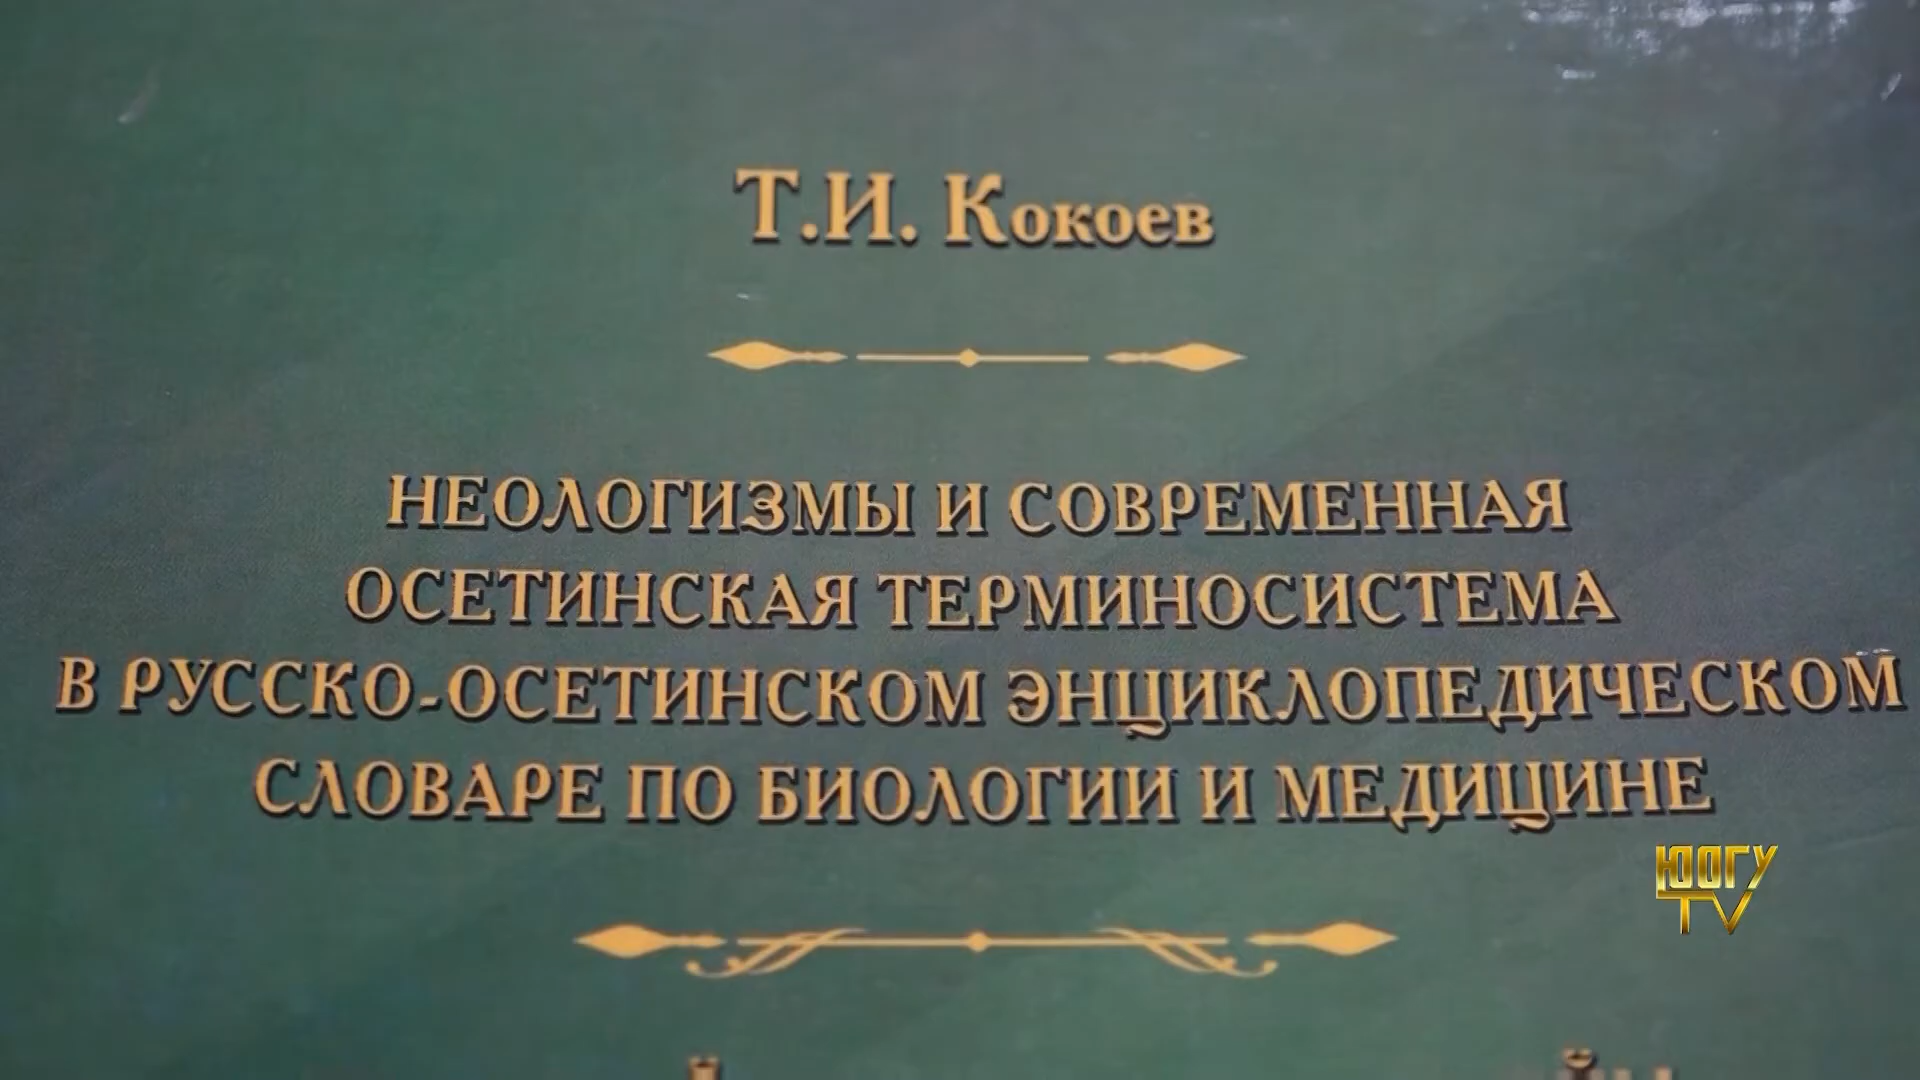 Т.И. Кокоев
НЕОЛОГИЗМЫ И СОВРЕМЕННАЯ
ОСЕТИНСКАЯ ТЕРМИНОСИСТЕМА
В РУССКО-ОСЕТИНСКОМ ЭНЦИКЛОПЕДИЧЕСКОМ
СЛОВАРЕ ПО БИОЛОГИИ И МЕДИЦИНЕ
ЮОГУ
TV